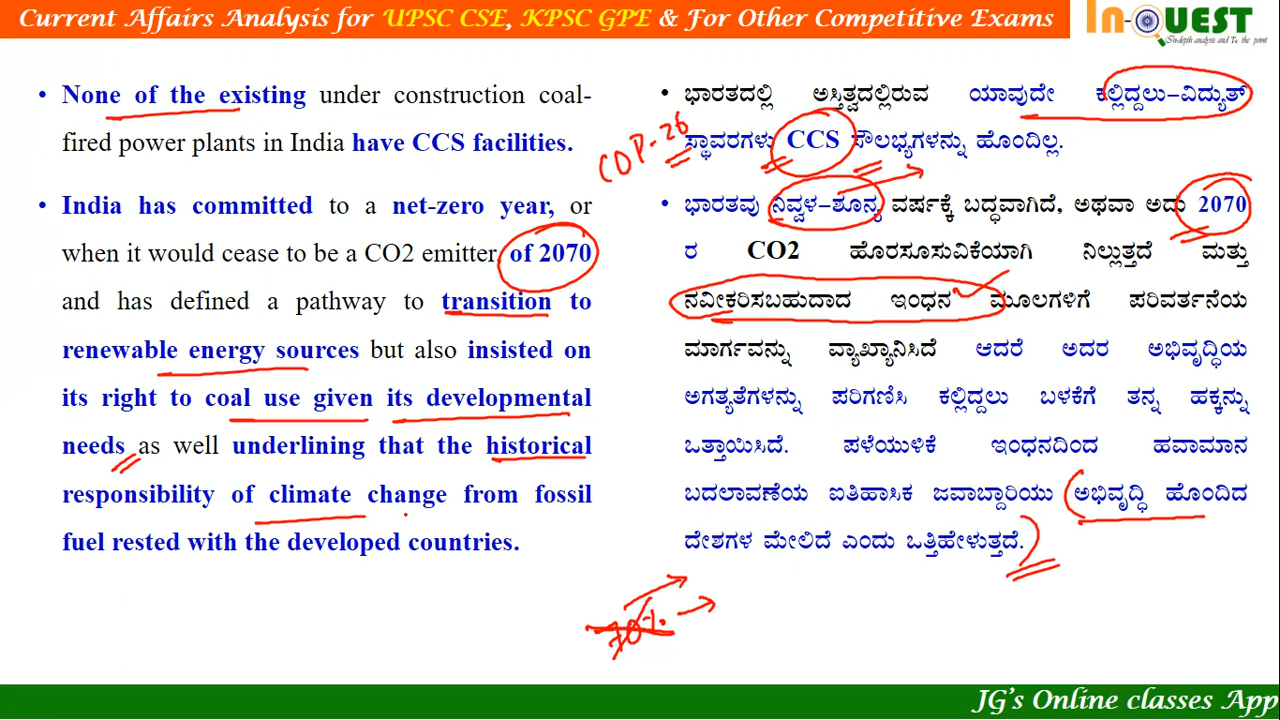 Current Affairs Analysis for UPSC CSE, KPSC GPE & For Other Competitive Exams
In-QUEST
In-depth analysis and To the point
• None of the existing under construction coal-
fired power plants in India have CCS facilities.
• India has committed to a net-zero year, or
when it would cease to be a CO2 emitter, of 2070
and has defined a pathway to transition to
renewable energy sources but also insisted on
its right to coal use given its developmental
needs as well underlining that the historical
responsibility of climate change from fossil
fuel rested with the developed countries.
• ಭಾರತದಲ್ಲಿ ಅಸ್ತಿತ್ವದಲ್ಲಿರುವ ಯಾವುದೇ ಕಲ್ಲಿದ್ದಲು-ವಿದ್ಯುತ್
ಸ್ಥಾವರಗಳು CCS ಸೌಲಭ್ಯಗಳನ್ನು ಹೊಂದಿಲ್ಲ.
COP-26
• ಭಾರತವು ನಿವ್ವಳ-ಶೂನ್ಯ ವರ್ಷಕ್ಕೆ ಬದ್ಧವಾಗಿದೆ, ಅಥವಾ ಅದು 2070
ರ CO2 ಹೊರಸೂಸುವಿಕೆಯಾಗಿ ನಿಲ್ಲುತ್ತದೆ ಮತ್ತು
ನವೀಕರಿಸಬಹುದಾದ ಇಂಧನ ಮೂಲಗಳಿಗೆ ಪರಿವರ್ತನೆಯ
ಮಾರ್ಗವನ್ನು ವ್ಯಾಖ್ಯಾನಿಸಿದೆ ಆದರೆ ಅದರ ಅಭಿವೃದ್ಧಿಯ
ಅಗತ್ಯತೆಗಳನ್ನು ಪರಿಗಣಿಸಿ ಕಲ್ಲಿದ್ದಲು ಬಳಕೆಗೆ ತನ್ನ ಹಕ್ಕನ್ನು
ಒತ್ತಾಯಿಸಿದೆ. ಪಳೆಯುಳಿಕೆ ಇಂಧನದಿಂದ ಹವಾಮಾನ
ಬದಲಾವಣೆಯ ಐತಿಹಾಸಿಕ ಜವಾಬ್ದಾರಿಯು ಅಭಿವೃದ್ಧಿ ಹೊಂದಿದ
ದೇಶಗಳ ಮೇಲಿದೆ ಎಂದು ಒತ್ತಿಹೇಳುತ್ತದೆ.
JG's Online classes App